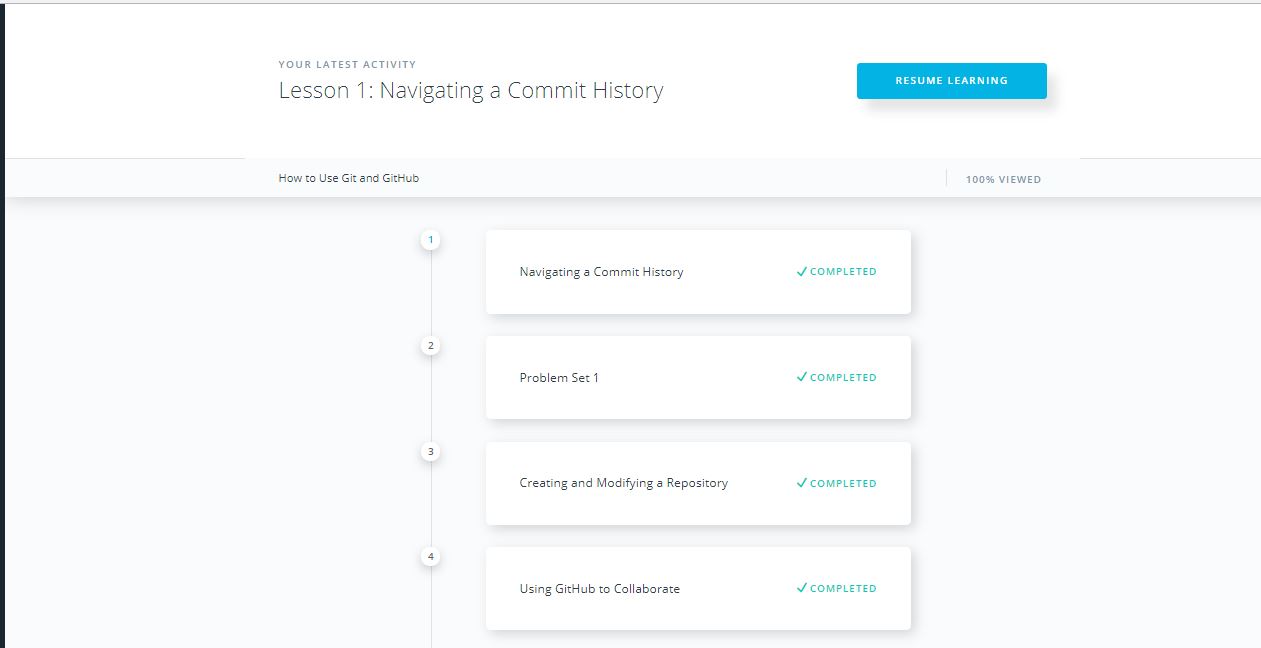 YOUR LATEST ACTIVITY
Lesson 1: Navigating a Commit History
RESUME LEARNING
How to Use Git and GitHub
100% VIEWED
1
Navigating a Commit History
✓ COMPLETED
2
Problem Set 1
✓ COMPLETED
3
Creating and Modifying a Repository
✓ COMPLETED
4
Using GitHub to Collaborate
✓ COMPLETED